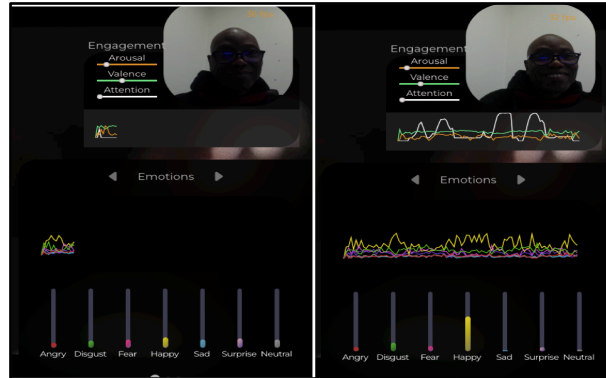 Engagement
Arousal
Valence
Attention
Emotions
Angry Disgust Fear Happy Sad Surprise Neutral
Engagement
Arousal
Valence
Attention
Emotions
Angry Disgust Fear Happy Sad Surprise Neutral